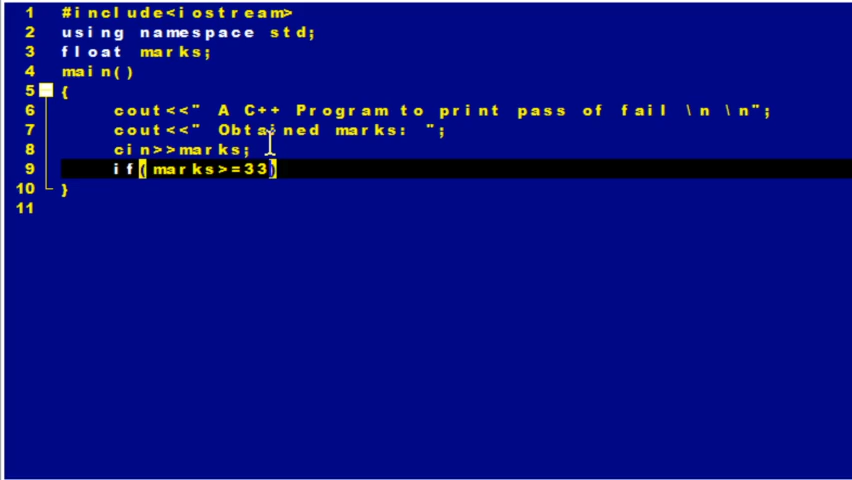 1 #include<iostream>
2 using namespace std;
3 float marks;
4 main()
5 {
6 cout<<" A C++ Program to print pass of fail \n \n";
7 cout<<" Obtained marks: ";
8 cin>>marks;
9 if( marks>=33)
10 }
11